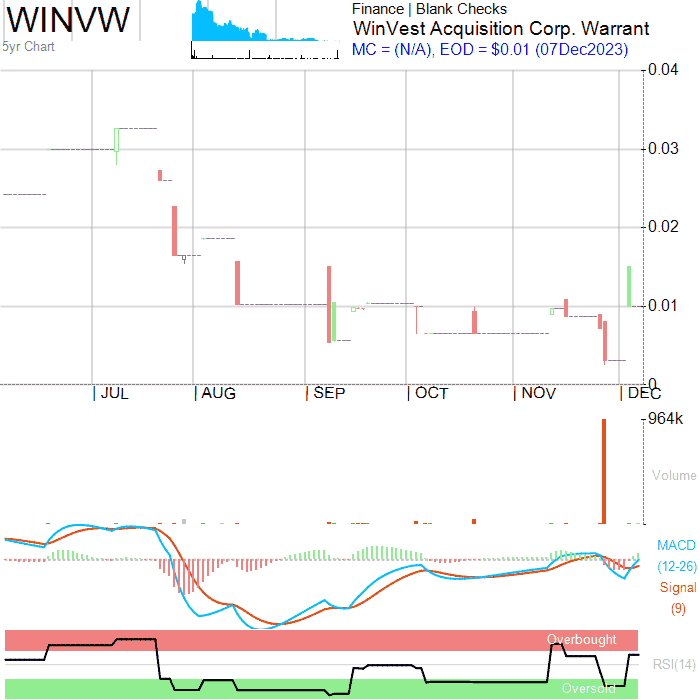 WINVW
5yr Chart
Finance | Blank Checks
WinVest Acquisition Corp. Warrant
MC = (N/A), EOD = $0.01 (07Dec2023)
0.04
0.03
0.02
0.01
0
JUL AUG SEP OCT NOV DEC
964k
Volume
MACD
(12-26)
Signal
(9)
Overbought
RSI(14)
Oversold